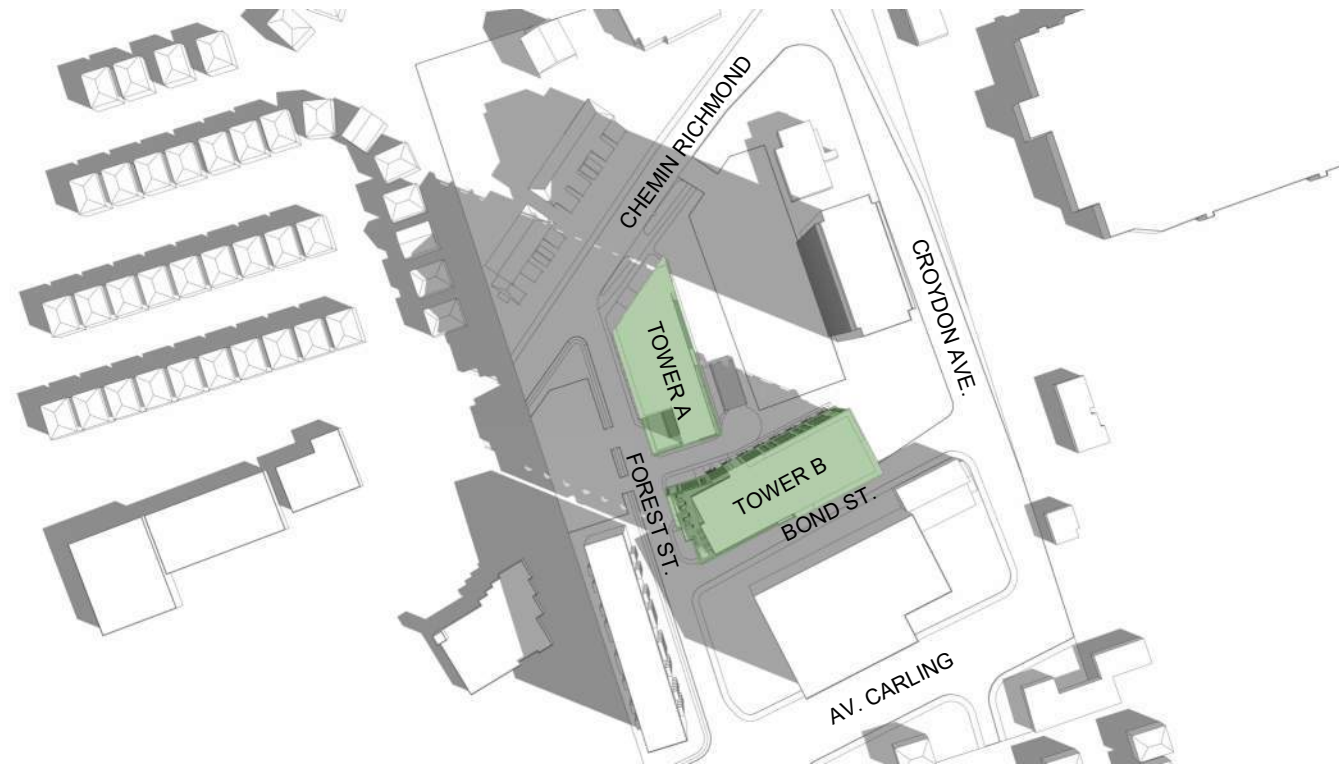 CHEMIN RICHMOND
CROYDON AVE.
TOWER A
FOREST ST.
TOWER B
BOND ST.
AV. CARLING